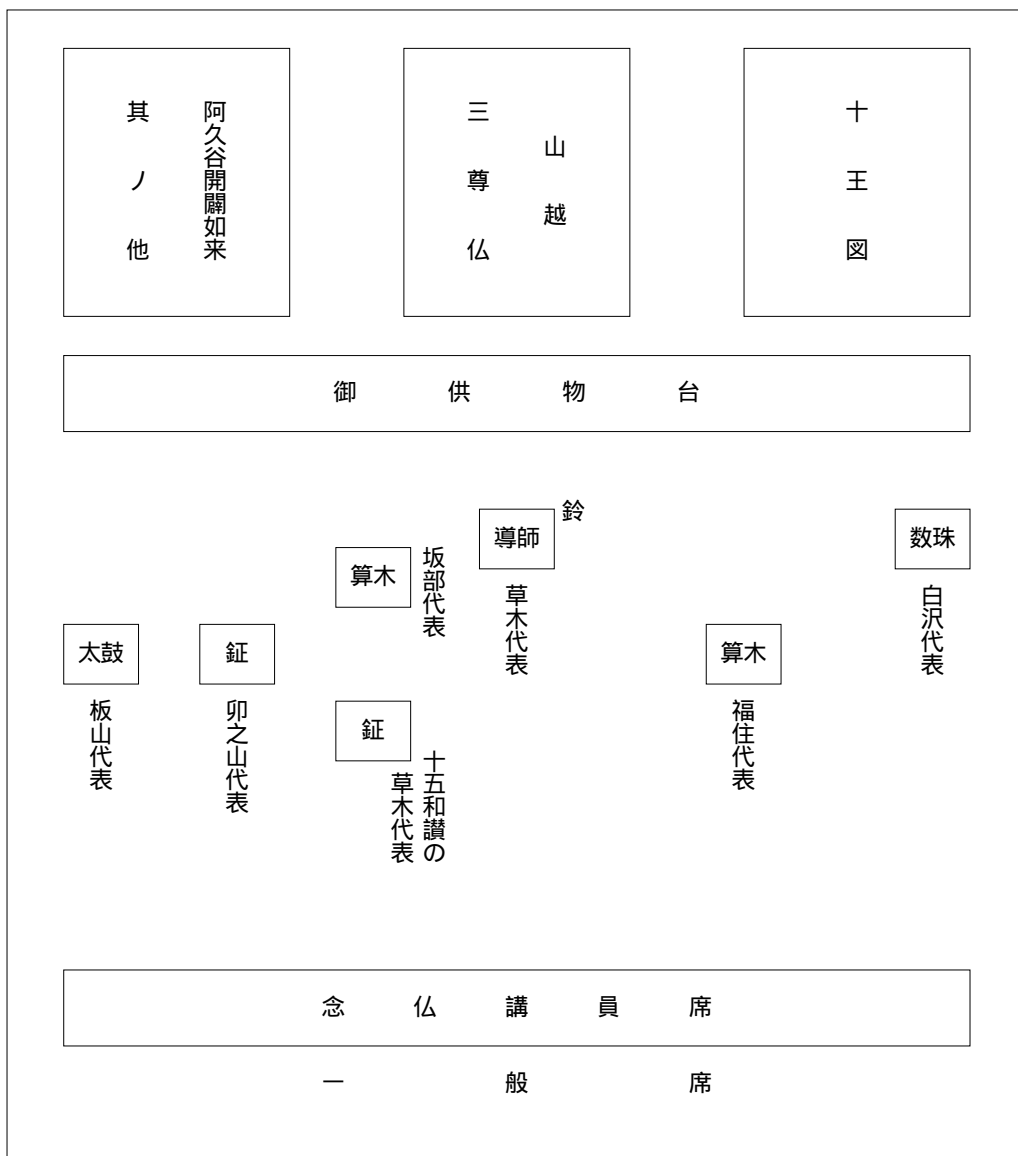 十王図
山越
三尊仏
阿久谷開闢如来
其ノ他
御供物台
数珠
白沢代表
鈴
導師
草木代表
算木
福住代表
算木
坂部代表
鉦
十五和讃の
草木代表
鉦
卯之山代表
太鼓
板山代表
念仏講員席
一般席